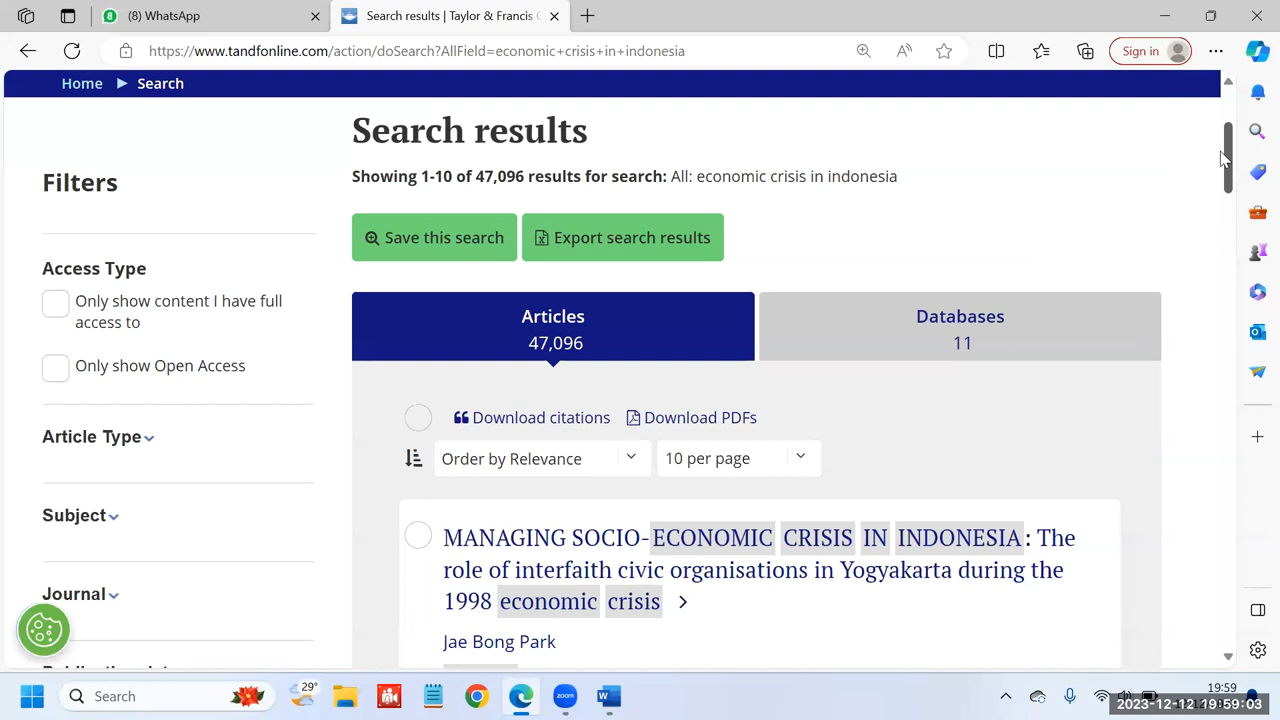 (8) WhatsApp
Search results | Taylor & Francis
https://www.tandfonline.com/action/doSearch?AllField=economic+crisis+in+indonesia
Sign in
Home
Search
Search results
Showing 1-10 of 47,096 results for search: All: economic crisis in indonesia
Filters
Save this search
Export search results
Access Type
Only show content I have full
access to
Only show Open Access
Articles
47,096
Databases
11
Download citations
Download PDFs
Order by Relevance
10 per page
Article Type
Subject
Journal
MANAGING SOCIO-ECONOMIC CRISIS IN INDONESIA: The
role of interfaith civic organisations in Yogyakarta during the
1998 economic crisis
Jae Bong Park
Search
29°
zoom
19:59
2023-12-12 19:59:03